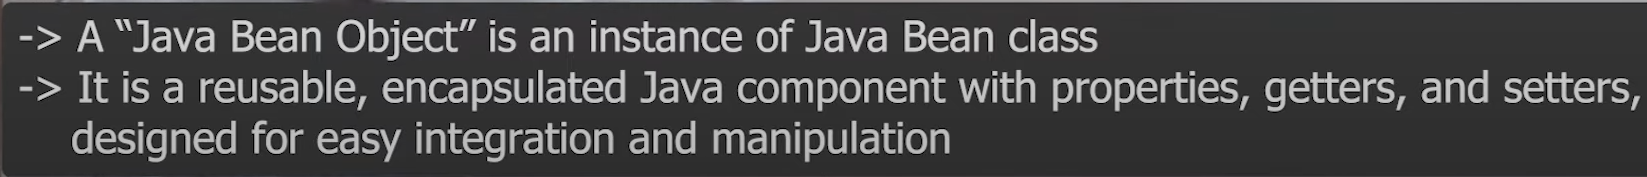 -> A “Java Bean Object” is an instance of Java Bean class
-> It is a reusable, encapsulated Java component with properties, getters, and setters,
designed for easy integration and manipulation